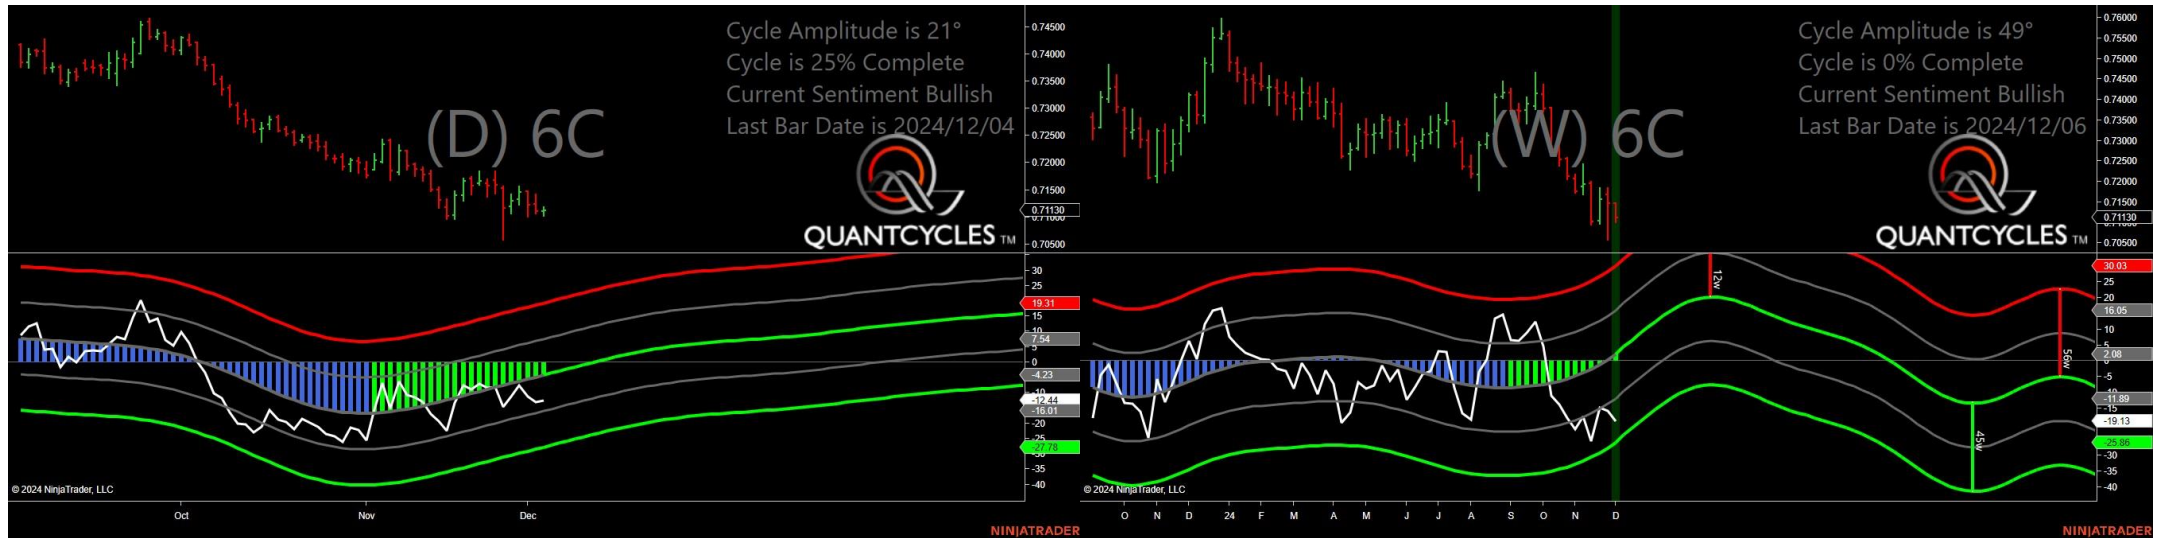 Cycle Amplitude is 21°
Cycle is 25% Complete
Current Sentiment Bullish
Last Bar Date is 2024/12/04
(D) 6C
QUANTCYCLES TM
0.74500
0.74000
0.73500
0.73000
0.72500
0.72000
0.71500
0.71130
0.70500
30
25
19.31
15
10
7.54
0
-4.23
-12.44
-16.01
-20
-27.78
-35
-40
© 2024 NinjaTrader, LLC
Oct Nov Dec
NINJATRADER
Cycle Amplitude is 49°
Cycle is 0% Complete
Current Sentiment Bullish
Last Bar Date is 2024/12/06
(W) 6C
QUANTCYCLES TM
0.76000
0.75500
0.75000
0.74500
0.74000
0.73500
0.73000
0.72500
0.72000
0.71500
0.71130
0.70500
12w
45w
56w
30.03
25
20
16.05
10
2.08
-5
-11.89
-15
-19.13
-25.86
-30
-35
-40
© 2024 NinjaTrader, LLC
O N D 24 F M A M J J A S O N D
NINJATRADER